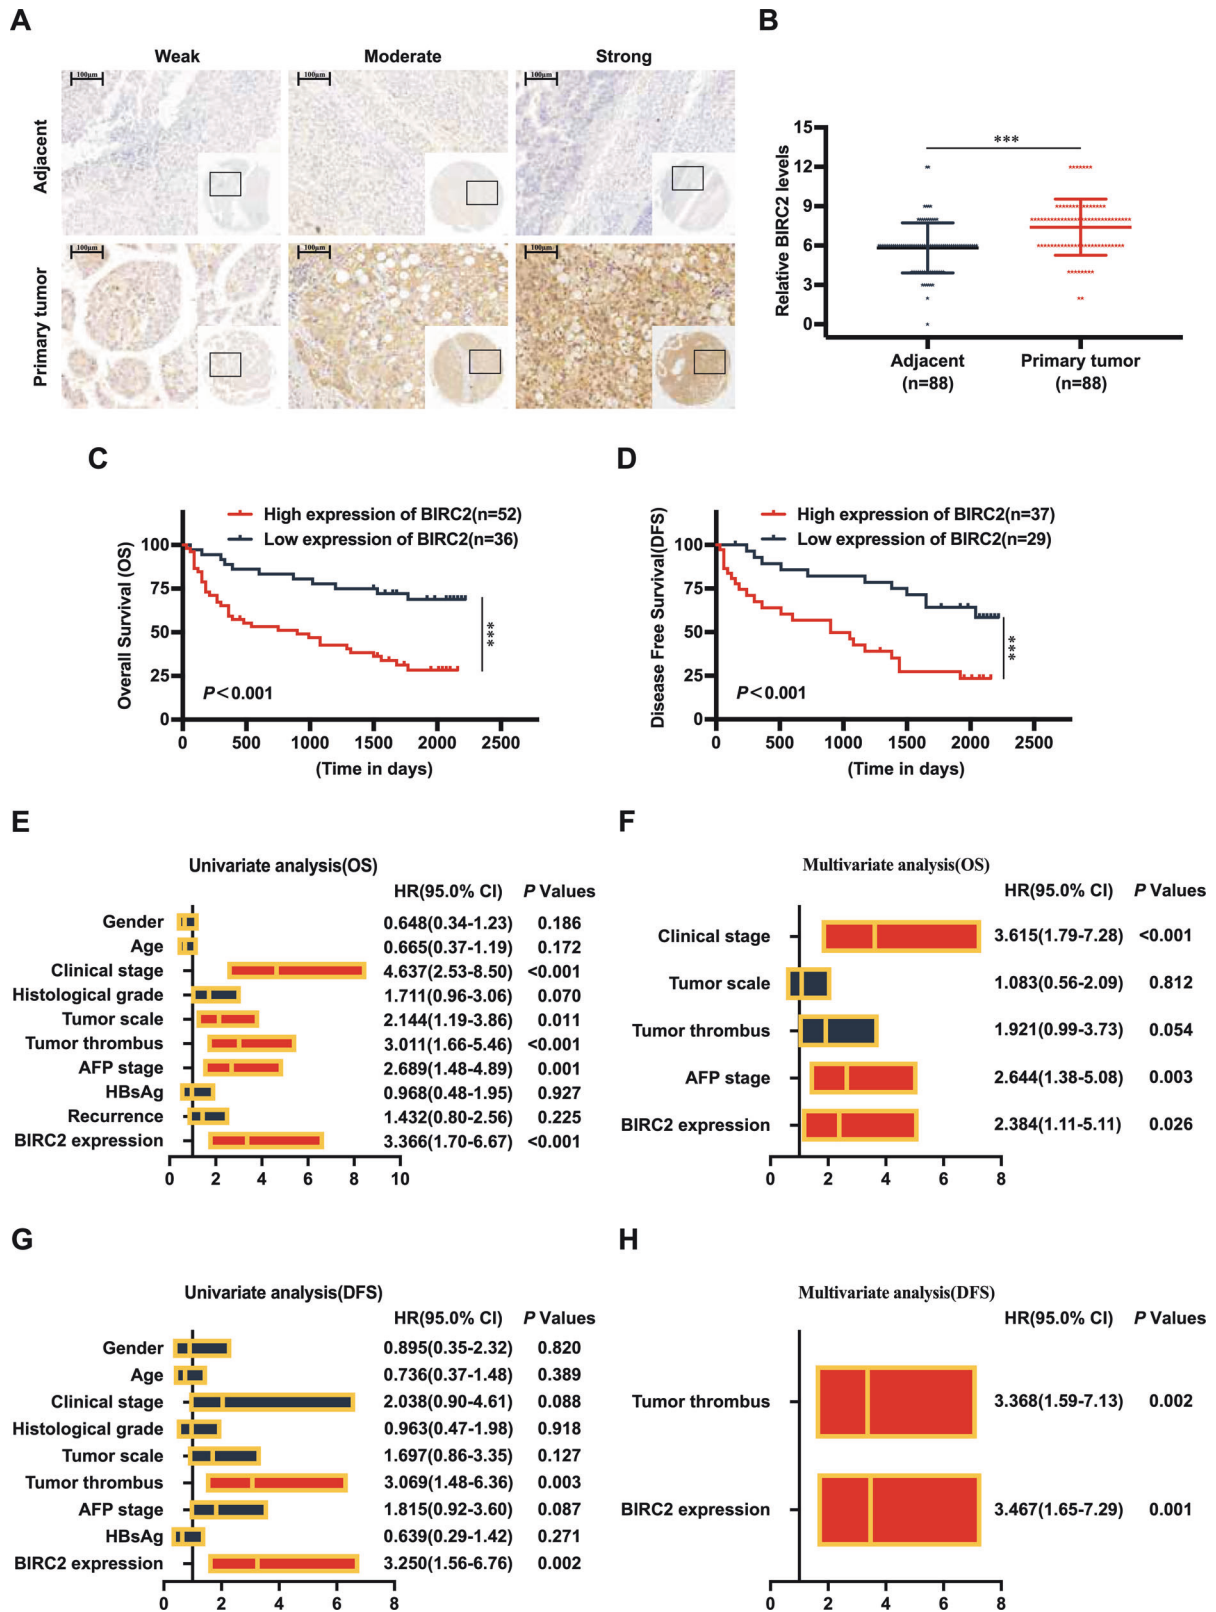 A
Weak Moderate Strong
Adjacent
100μm 100μm 100μm
Primary tumor
100μm 100μm 100μm
B
Relative BIRC2 levels
15
12
9
6
3
0
***
Adjacent Primary tumor
(n=88) (n=88)
C
High expression of BIRC2(n=52)
Low expression of BIRC2(n=36)
Overall Survival (OS)
100
75
50
25
0
***
P<0.001
0 500 1000 1500 2000 2500
(Time in days)
D
High expression of BIRC2(n=37)
Low expression of BIRC2(n=29)
Disease Free Survival(DFS)
100
75
50
25
0
***
P<0.001
0 500 1000 1500 2000 2500
(Time in days)
E
Univariate analysis(OS)
HR(95.0% CI) P Values
Gender 0.648(0.34-1.23) 0.186
Age 0.665(0.37-1.19) 0.172
Clinical stage 4.637(2.53-8.50) <0.001
Histological grade 1.711(0.96-3.06) 0.070
Tumor scale 2.144(1.19-3.86) 0.011
Tumor thrombus 3.011(1.66-5.46) <0.001
AFP stage 2.689(1.48-4.89) 0.001
HBsAg 0.968(0.48-1.95) 0.927
Recurrence 1.432(0.80-2.56) 0.225
BIRC2 expression 3.366(1.70-6.67) <0.001
0 2 4 6 8 10
F
Multivariate analysis(OS)
HR(95.0% CI) P Values
Clinical stage 3.615(1.79-7.28) <0.001
Tumor scale 1.083(0.56-2.09) 0.812
Tumor thrombus 1.921(0.99-3.73) 0.054
AFP stage 2.644(1.38-5.08) 0.003
BIRC2 expression 2.384(1.11-5.11) 0.026
0 2 4 6 8
G
Univariate analysis(DFS)
HR(95.0% CI) P Values
Gender 0.895(0.35-2.32) 0.820
Age 0.736(0.37-1.48) 0.389
Clinical stage 2.038(0.90-4.61) 0.088
Histological grade 0.963(0.47-1.98) 0.918
Tumor scale 1.697(0.86-3.35) 0.127
Tumor thrombus 3.069(1.48-6.36) 0.003
AFP stage 1.815(0.92-3.60) 0.087
HBsAg 0.639(0.29-1.42) 0.271
BIRC2 expression 3.250(1.56-6.76) 0.002
0 2 4 6 8
H
Multivariate analysis(DFS)
HR(95.0% CI) P Values
Tumor thrombus 3.368(1.59-7.13) 0.002
BIRC2 expression 3.467(1.65-7.29) 0.001
0 2 4 6 8